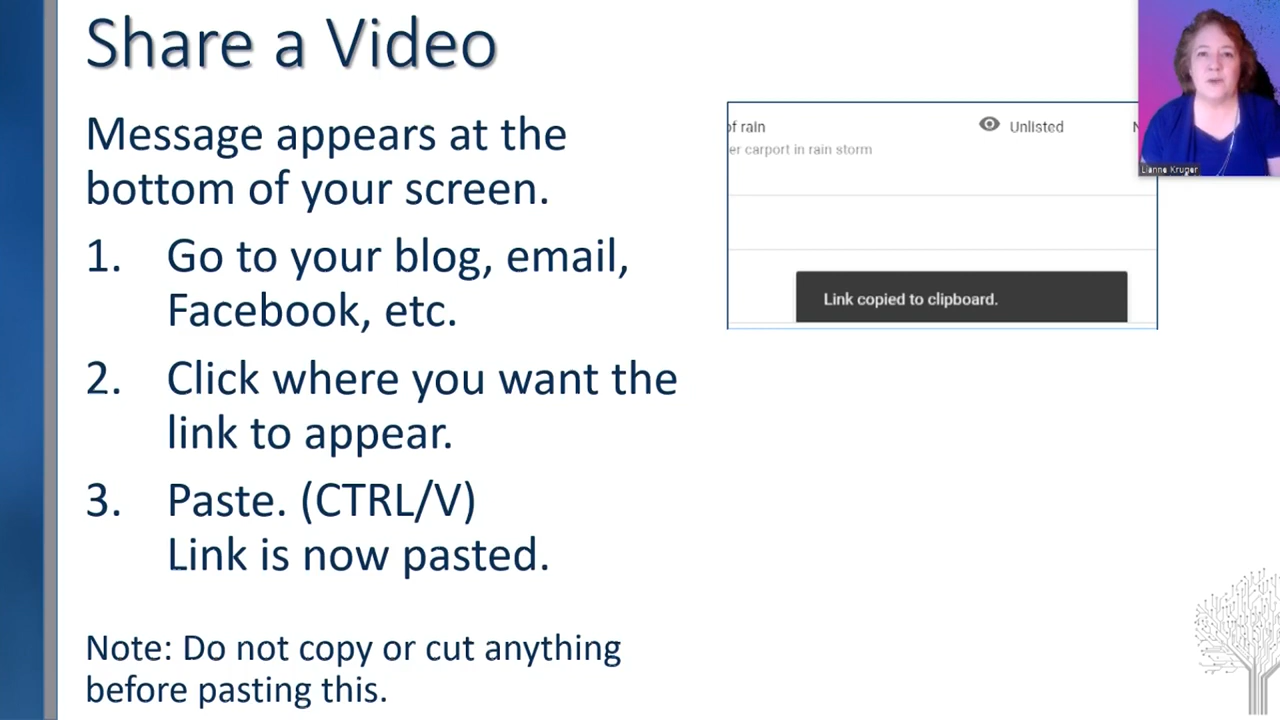 Share a Video
Message appears at the
bottom of your screen.
1. Go to your blog, email,
Facebook, etc.
2. Click where you want the
link to appear.
3. Paste. (CTRL/V)
Link is now pasted.
Note: Do not copy or cut anything
before pasting this.
of rain
Unlisted
N
er carport in rain storm
Link copied to clipboard.
Lianne Kruger